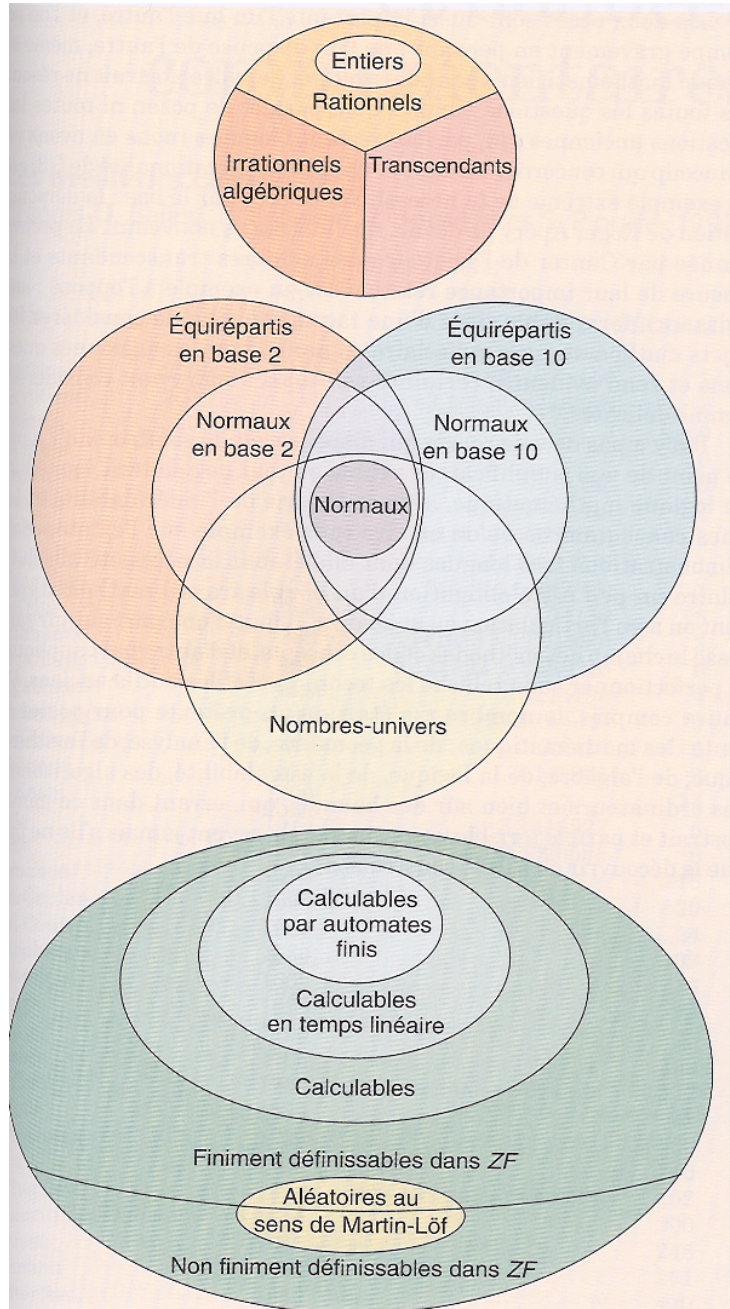 Entiers
Rationnels
Irrationnels
algébriques
Transcendants
Équirépartis
en base 2
Équirépartis
en base 10
Normaux
en base 2
Normaux
en base 10
Normaux
Nombres-univers
Calculables
par automates
finis
Calculables
en temps linéaire
Calculables
Finiment définissables dans ZF
Aléatoires au
sens de Martin-Löf
Non finiment définissables dans ZF